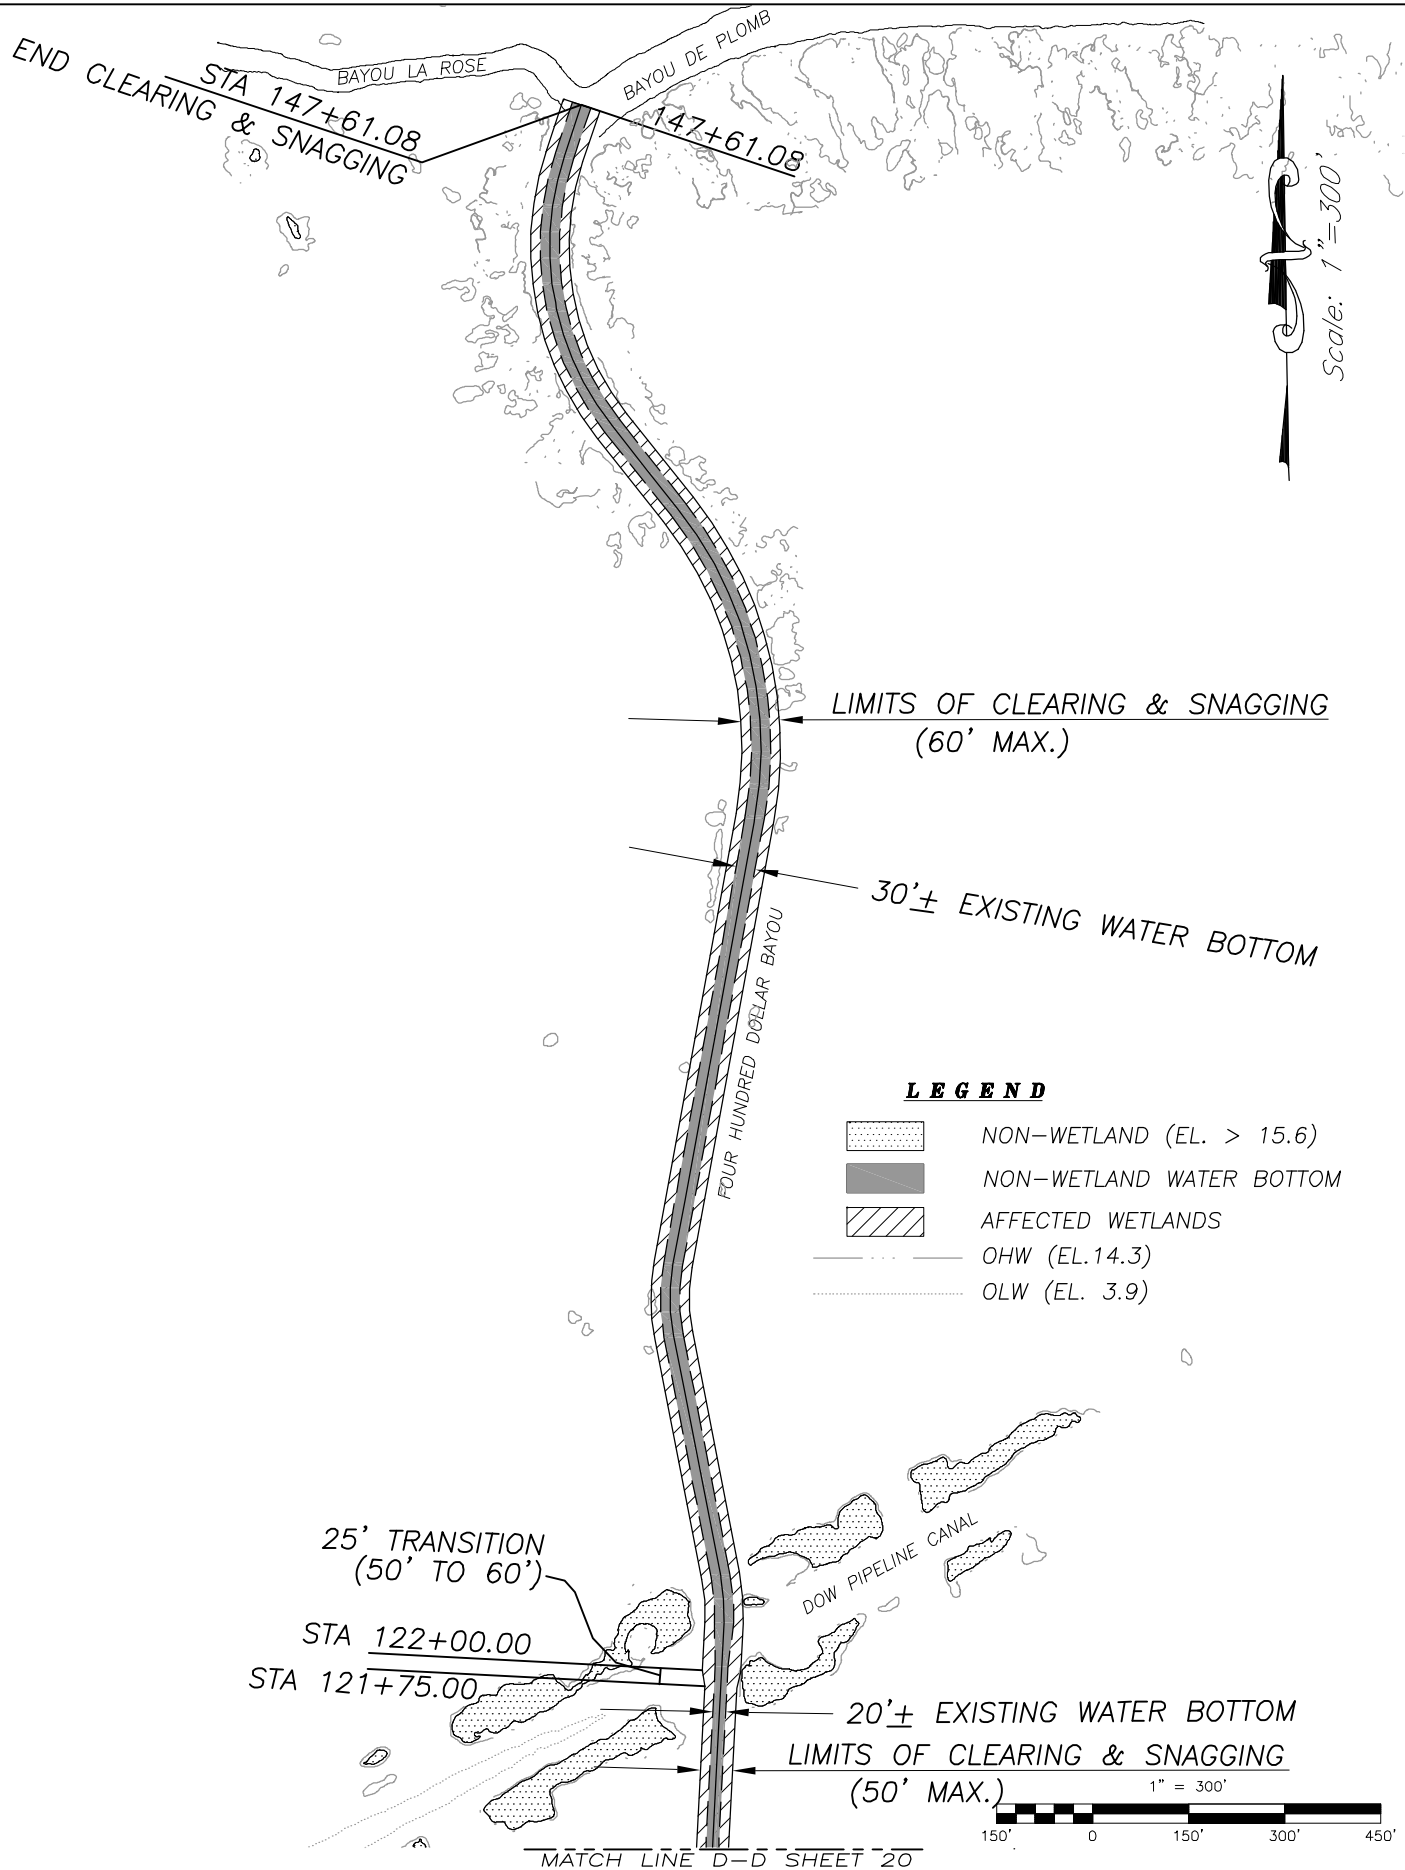 BAYOU DE PLOMB
BAYOU LA ROSE
STA 147+61.08
END CLEARING & SNAGGING
147+61.08
Scale: 1"=300'
LIMITS OF CLEARING & SNAGGING
(60' MAX.)
30'± EXISTING WATER BOTTOM
FOUR HUNDRED DOLLAR BAYOU
LEGEND
NON-WETLAND (EL. > 15.6)
NON-WETLAND WATER BOTTOM
AFFECTED WETLANDS
OHW (EL.14.3)
OLW (EL. 3.9)
DOW PIPELINE CANAL
25' TRANSITION
(50' TO 60')
STA 122+00.00
STA 121+75.00
20'± EXISTING WATER BOTTOM
LIMITS OF CLEARING & SNAGGING
(50' MAX.)
1" = 300'
150' 0 150' 300' 450'
MATCH LINE D-D SHEET 20